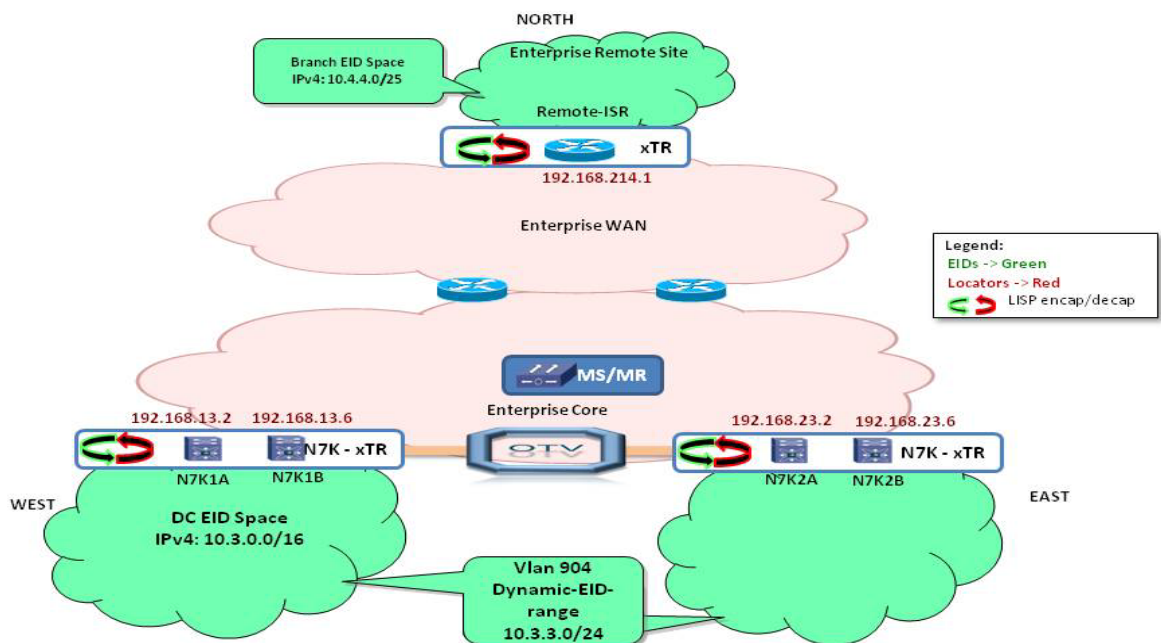 NORTH
Enterprise Remote Site
Branch EID Space
IPv4: 10.4.4.0/25
Remote-ISR
xTR
192.168.214.1
Enterprise WAN
Legend:
EIDs -> Green
Locators -> Red
LISP encap/decap
MS/MR
Enterprise Core
192.168.13.2
192.168.13.6
N7K - xTR
N7K1A
N7K1B
OTV
192.168.23.2
192.168.23.6
N7K - xTR
N7K2A
N7K2B
WEST
EAST
DC EID Space
IPv4: 10.3.0.0/16
Vlan 904
Dynamic-EID-
range
10.3.3.0/24